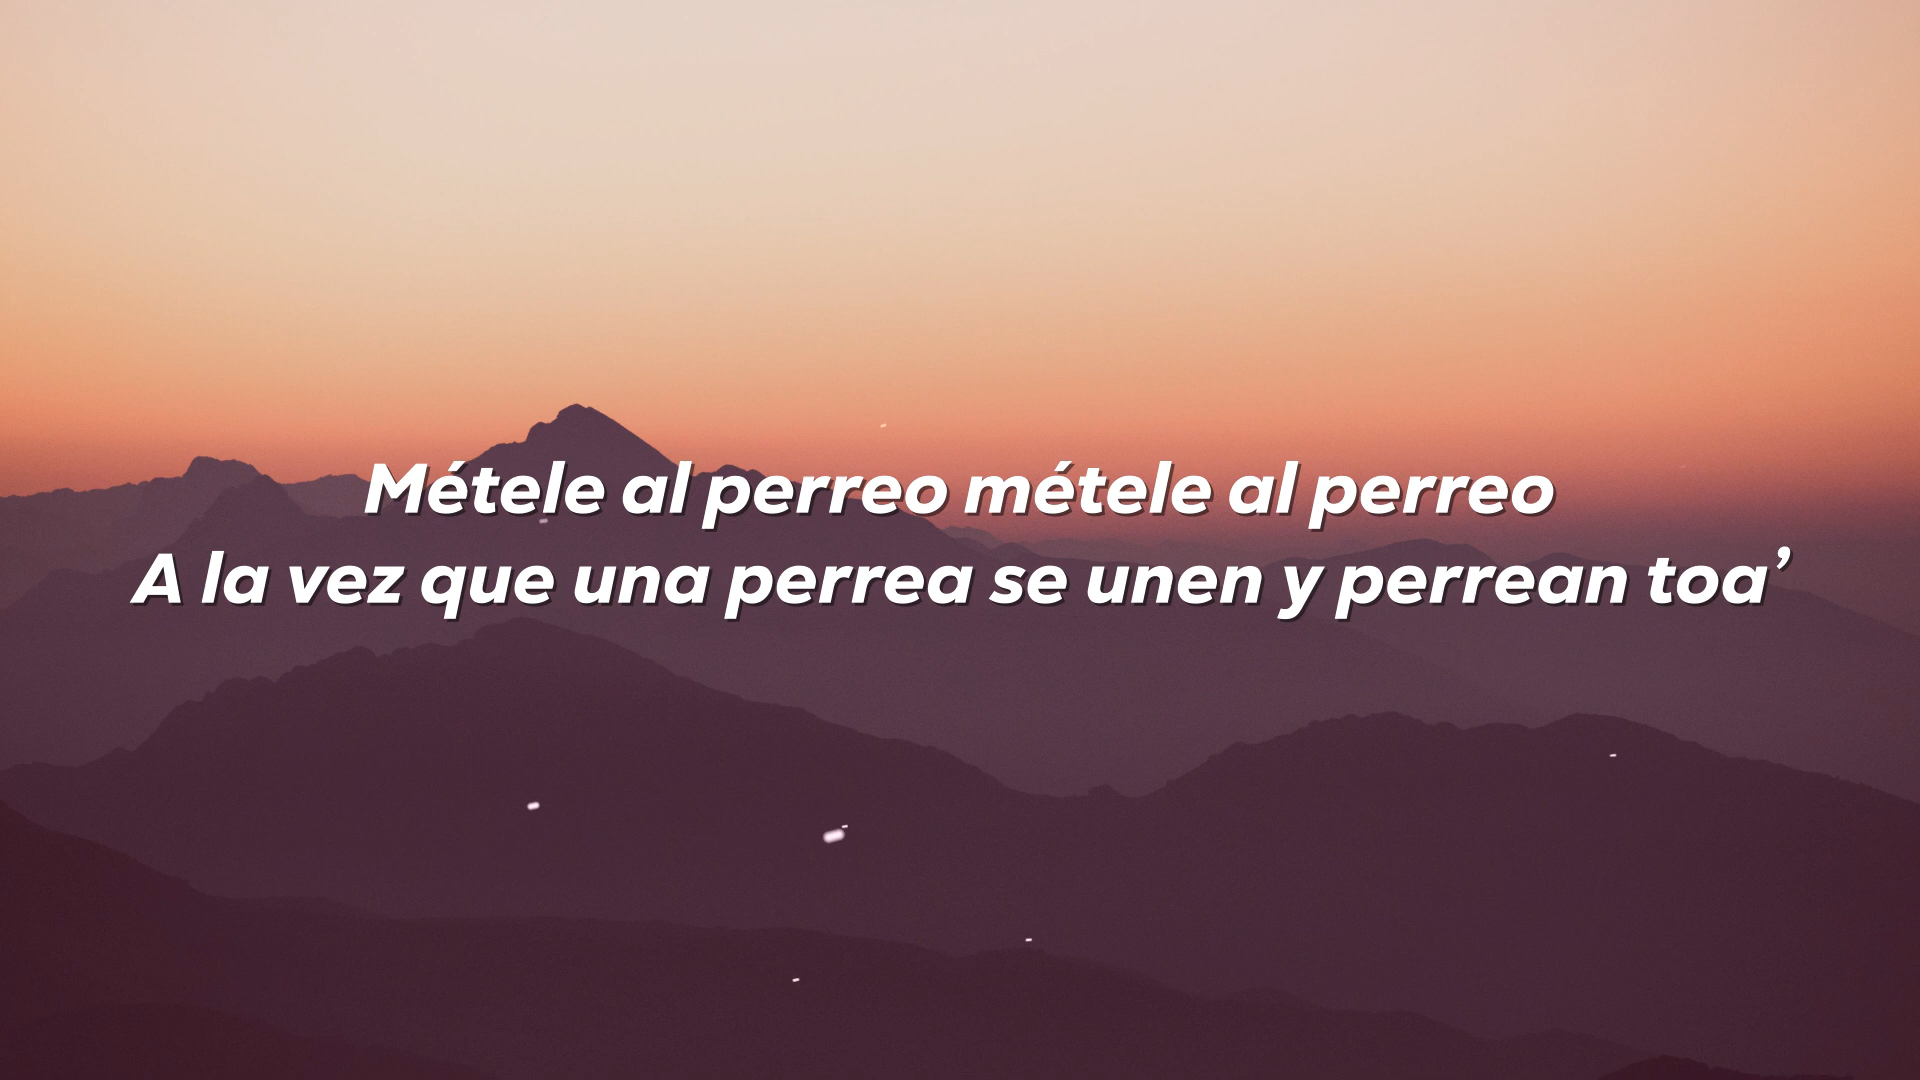 Métele al perreo métele al perreo
A la vez que una perrea se unen y perrean toa’